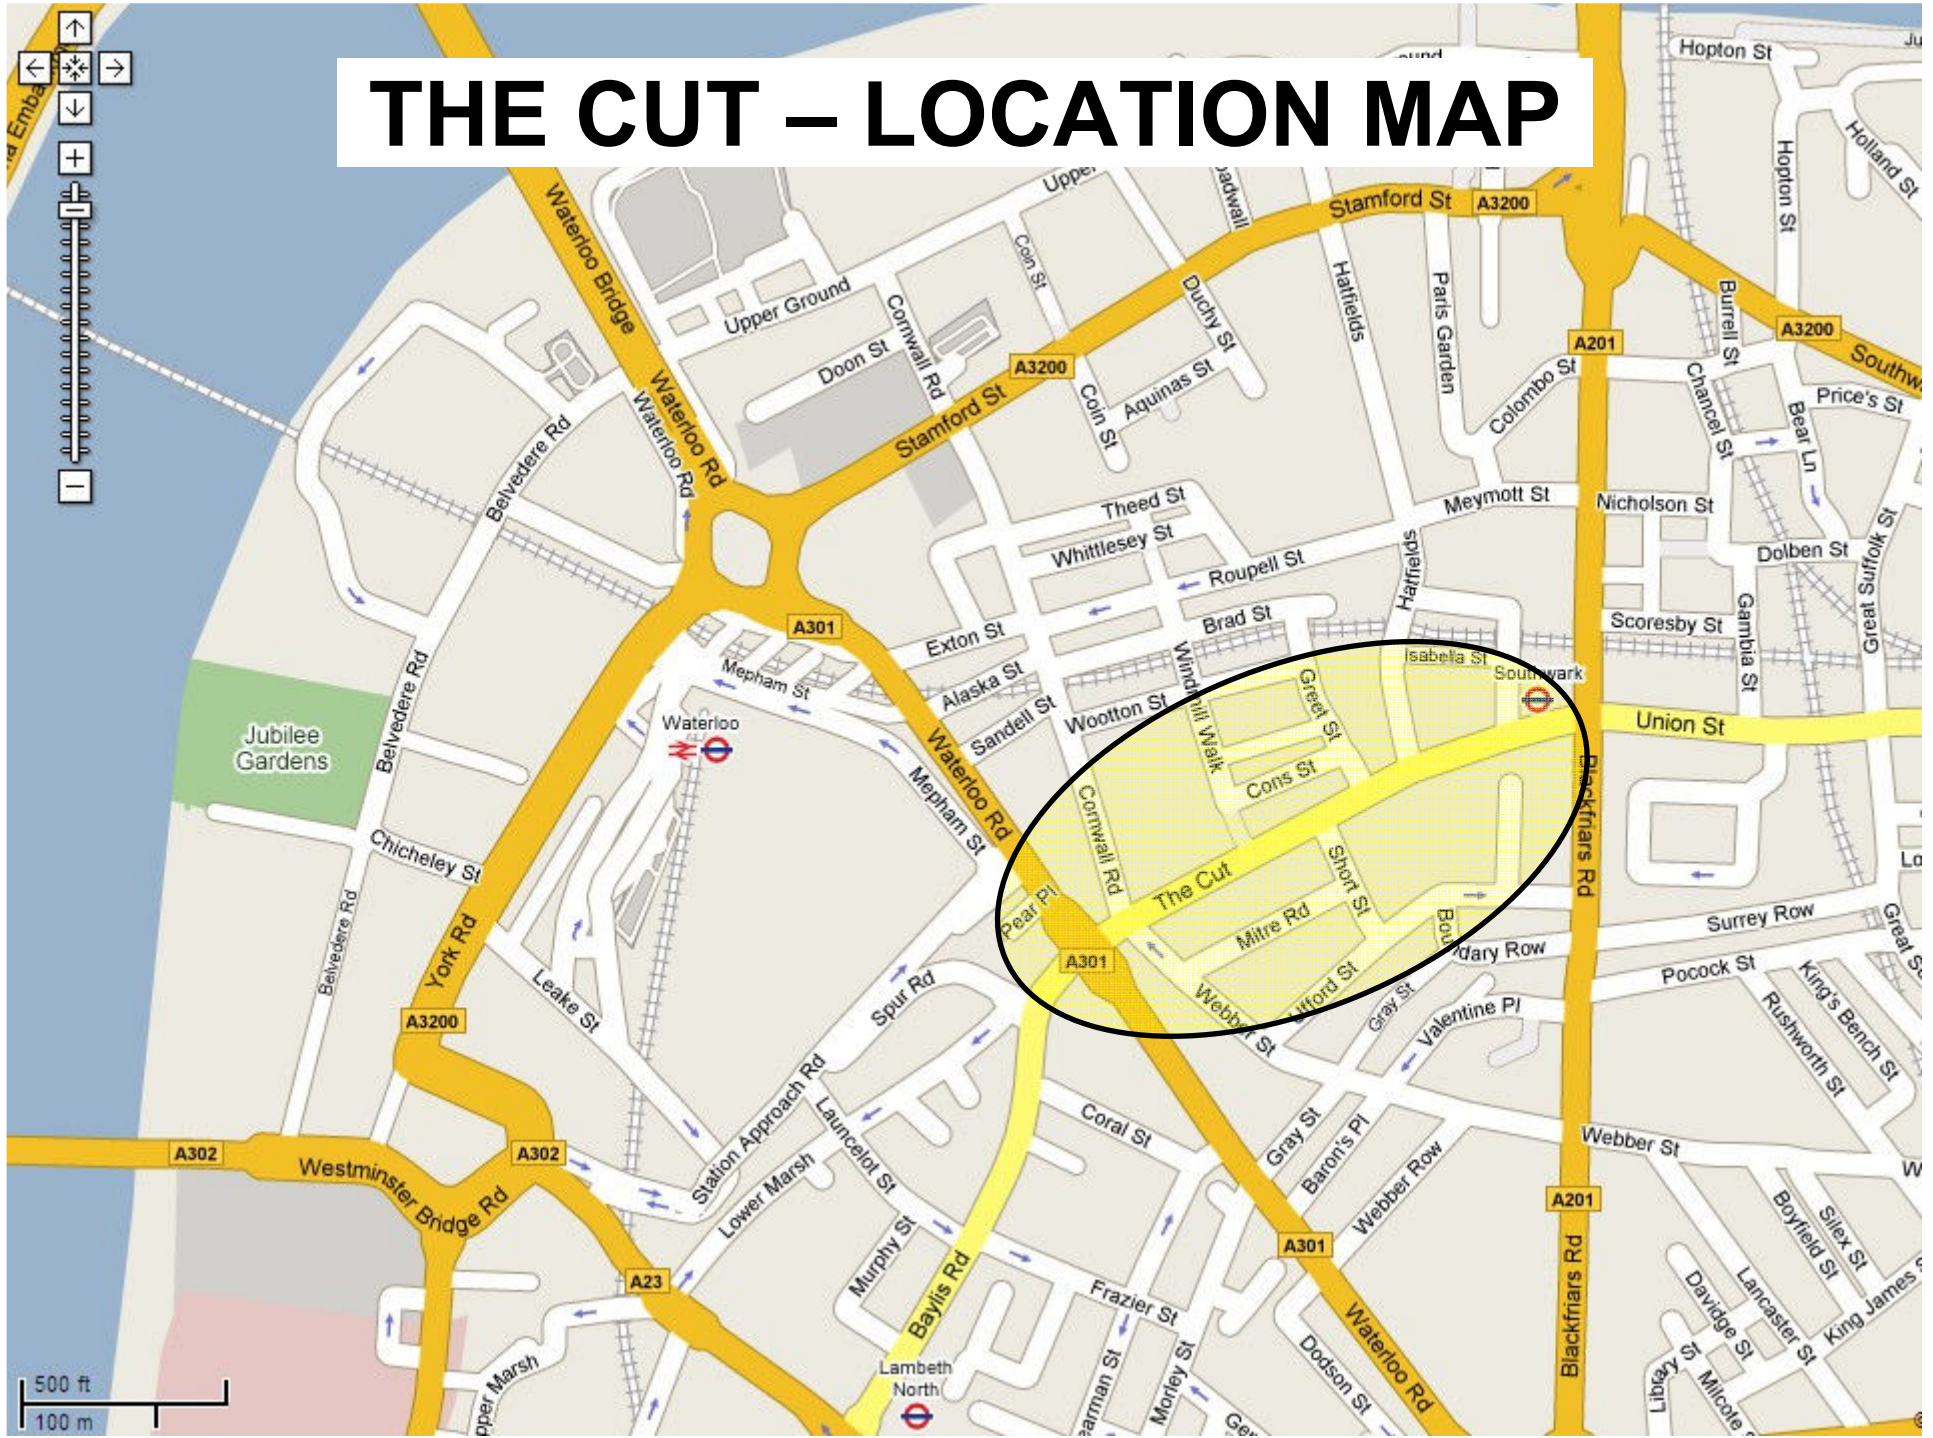 THE CUT – LOCATION MAP
Hopton St
Hopton St
Holland St
Waterloo Bridge
Upper Ground
Coin St
Cornwall Rd
Doon St
Stamford St
A3200
Hatfields
Paris Garden
Duchy St
A201
Burrell St
A3200
A3200
Aquinas St
Coin St
Stamford St
Colombo St
Chancel St
Bear Ln
Price's St
Waterloo Rd
Waterloo Rd
Belvedere Rd
Theed St
Whittlesey St
Roupell St
Meymott St
Nicholson St
Dolben St
Great Suffolk St
Hatfields
A301
Exton St
Brad St
Scoresby St
Gambia St
Mepham St
Alaska St
Sandell St
Wootton St
Windmill Walk
Greet St
Isabella St
Southwark
Union St
Jubilee
Gardens
Belvedere Rd
Waterloo
Waterloo Rd
Mepham St
Cons St
Cornwall Rd
The Cut
Short St
Blackfriars Rd
Chicheley St
Belvedere Rd
York Rd
Pear Pl
A301
Mitre Rd
Boundary Row
Surrey Row
Pocock St
Leake St
Spur Rd
Webber St
Ufford St
Gray St
Valentine Pl
King's Bench St
Rushworth St
A3200
Station Approach Rd
Launcelot St
Coral St
Gray St
Baron's Pl
Webber Row
Webber St
A302
Westminster Bridge Rd
A302
Lower Marsh
Murphy St
Baylis Rd
Frazier St
A301
A201
Blackfriars Rd
Boyfield St
Silex St
Lancaster St
Davidge St
King James
A23
Waterloo Rd
Dodson St
Morley St
Library St
Milcote
Lambeth
North
500 ft
100 m